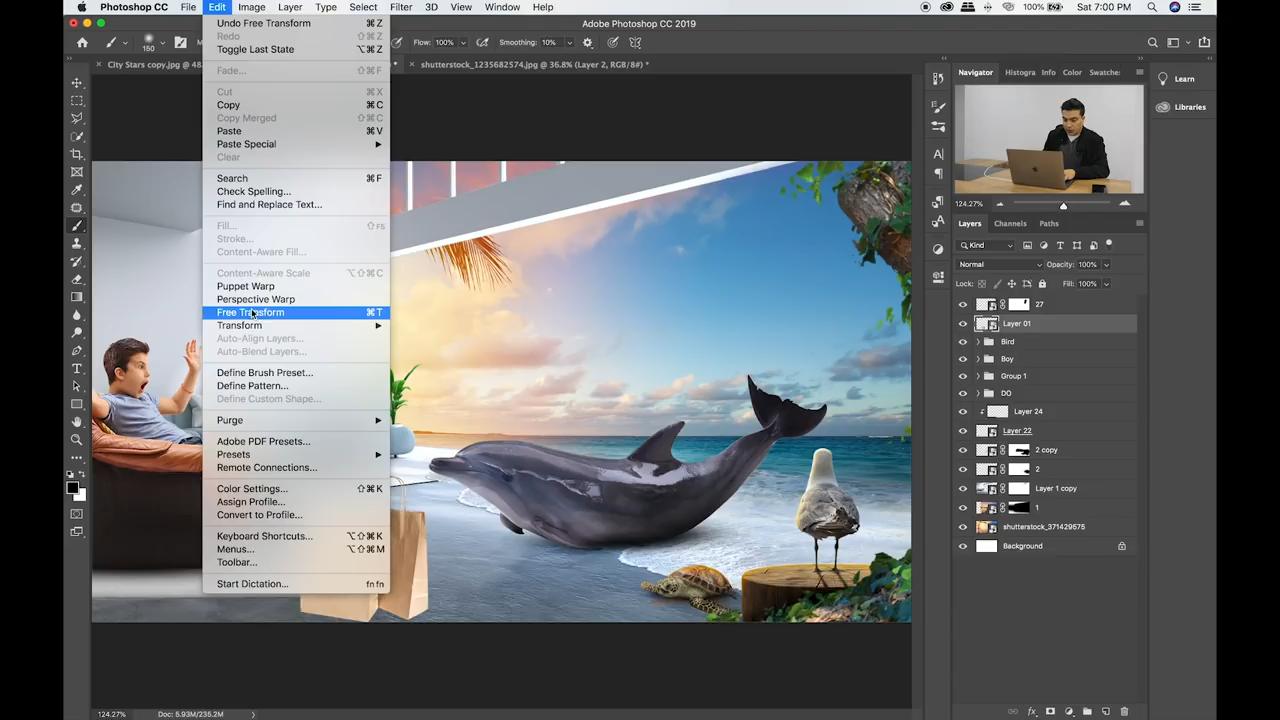 Photoshop CC File Edit Image Layer Type Select Filter 3D View Window Help 100% Sat 7:00 PM
Adobe Photoshop CC 2019
150 Flow: 100% Smoothing: 10%
City Stars copy.jpg @ 48. shutterstock_1235682574.jpg @ 36.8% (Layer 2, RGB/8#) *
Undo Free Transform ⌘Z
Redo ⇧⌘Z
Toggle Last State ⌥⌘Z
Fade... ⇧⌘F
Cut ⌘X
Copy ⌘C
Copy Merged ⇧⌘C
Paste ⌘V
Paste Special
Clear
Search ⌘F
Check Spelling...
Find and Replace Text...
Fill... ⇧F5
Stroke...
Content-Aware Fill...
Content-Aware Scale ⌥⇧⌘C
Puppet Warp
Perspective Warp
Free Transform ⌘T
Transform
Auto-Align Layers...
Auto-Blend Layers...
Define Brush Preset...
Define Pattern...
Define Custom Shape...
Purge
Adobe PDF Presets...
Presets
Remote Connections...
Color Settings... ⇧⌘K
Assign Profile...
Convert to Profile...
Keyboard Shortcuts... ⌥⇧⌘K
Menus... ⌥⇧⌘M
Toolbar...
Start Dictation... fn fn
Navigator Histogra Info Color Swatche
Learn
Libraries
124.27%
Layers Channels Paths
Kind
Normal Opacity: 100%
Lock: Fill: 100%
27
Layer 01
Bird
Boy
Group 1
DO
Layer 24
Layer 22
2 copy
2
Layer 1 copy
1
shutterstock_371429575
Background
fx
124.27% Doc: 5.93M/235.2M